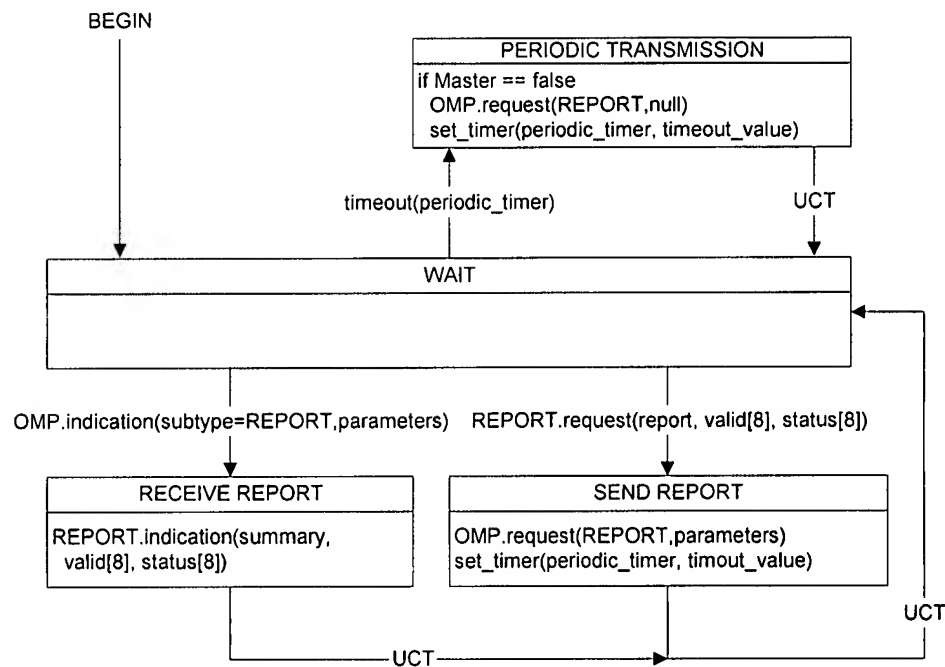 BEGIN
PERIODIC TRANSMISSION
if Master == false
OMP.request(REPORT,null)
set_timer(periodic_timer, timeout_value)
timeout(periodic_timer)
UCT
WAIT
OMP.indication(subtype=REPORT,parameters)
REPORT.request(report, valid[8], status[8])
RECEIVE REPORT
REPORT.indication(summary,
valid[8], status[8])
SEND REPORT
OMP.request(REPORT,parameters)
set_timer(periodic_timer, timout_value)
UCT
UCT